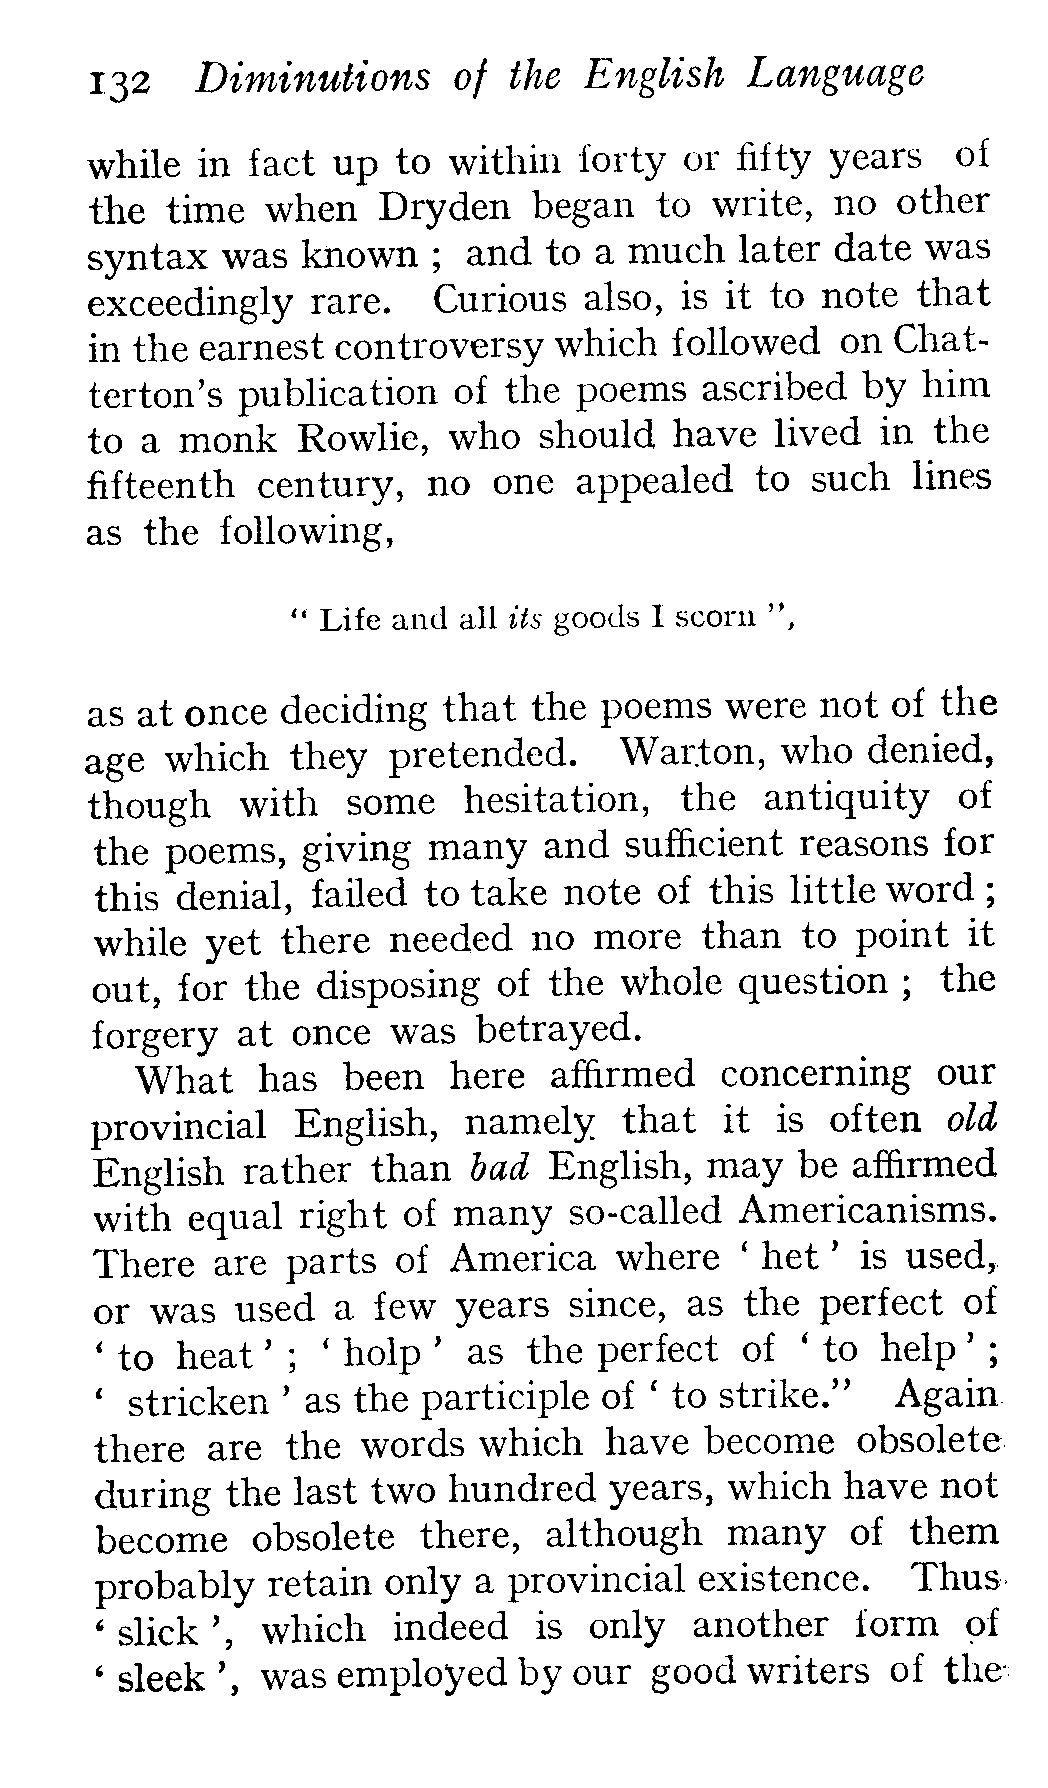 132 Diminutions of the English Language
while in fact up to within forty or fifty years of
the time when Dryden began to write, no other
syntax was known ; and to a much later date was
exceedingly rare. Curious also, is it to note that
in the earnest controversy which followed on Chat-
terton's publication of the poems ascribed by him
to a monk Rowlie, who should have lived in the
fifteenth century, no one appealed to such lines
as the following,
" Life and all its goods I scorn ",
as at once deciding that the poems were not of the
age which they pretended. Warton, who denied,
though with some hesitation, the antiquity of
the poems, giving many and sufficient reasons for
this denial, failed to take note of this little word ;
while yet there needed no more than to point it
out, for the disposing of the whole question ; the
forgery at once was betrayed.
What has been here affirmed concerning our
provincial English, namely that it is often old
English rather than bad English, may be affirmed
with equal right of many so-called Americanisms.
There are parts of America where ' het ' is used,
or was used a few years since, as the perfect of
' to heat ' ; ' holp ' as the perfect of ' to help ' ;
' stricken ' as the participle of ' to strike." Again
there are the words which have become obsolete
during the last two hundred years, which have not
become obsolete there, although many of them
probably retain only a provincial existence. Thus
' slick ', which indeed is only another form of
' sleek ', was employed by our good writers of the